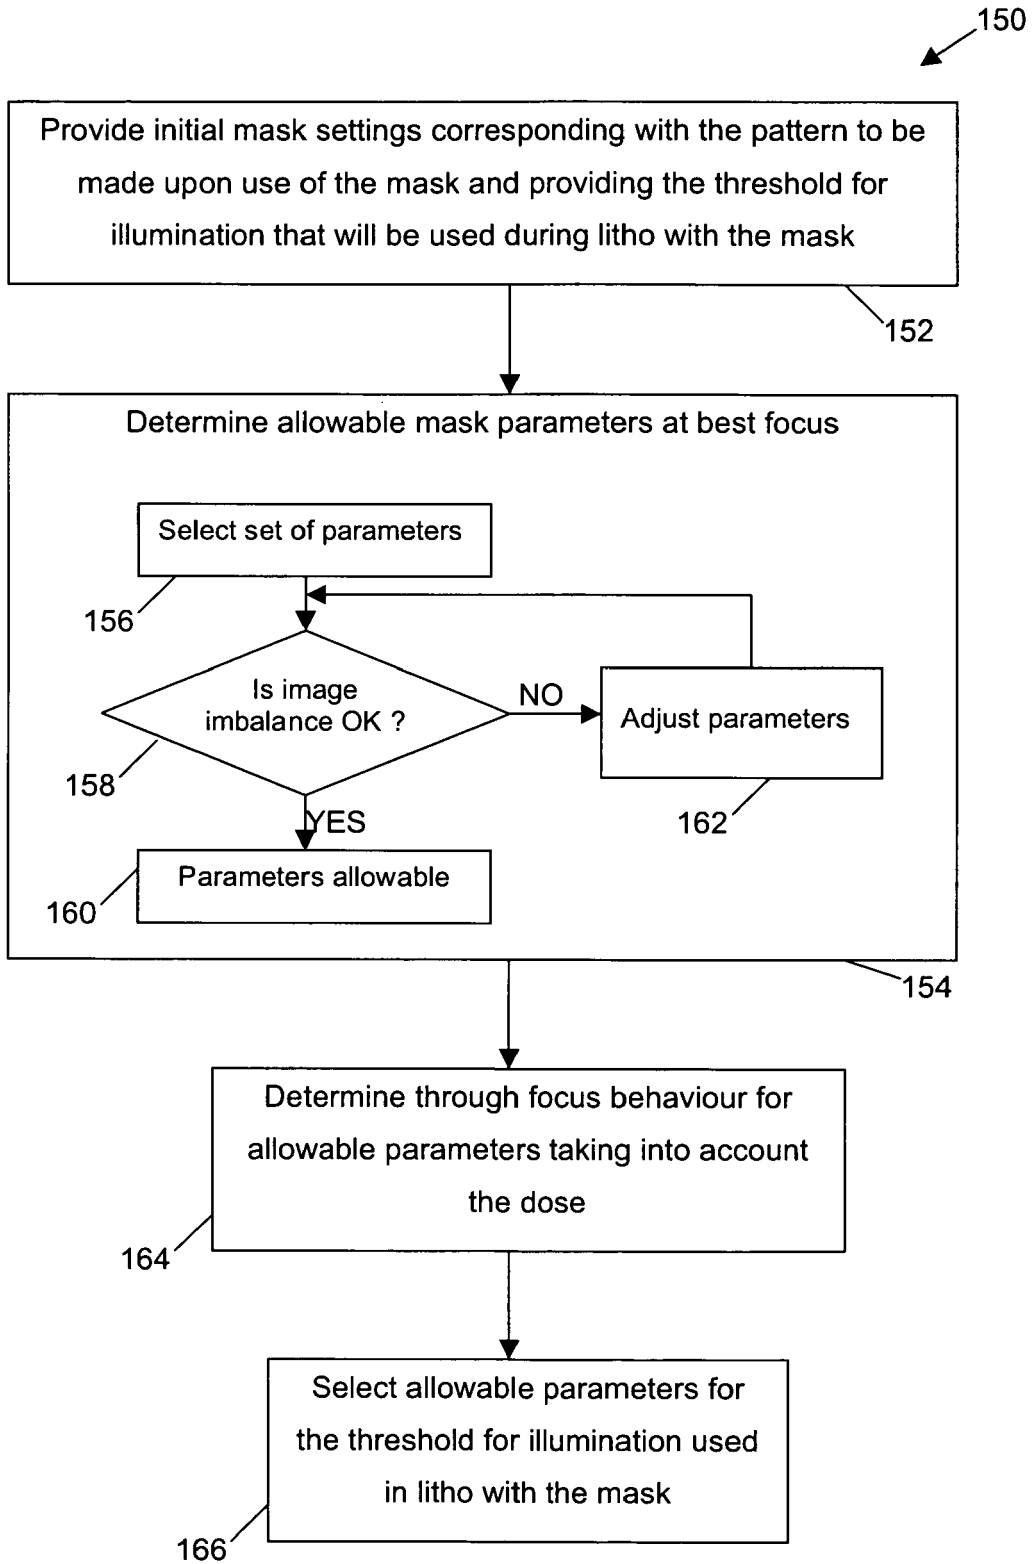 150
Provide initial mask settings corresponding with the pattern to be
made upon use of the mask and providing the threshold for
illumination that will be used during litho with the mask
152
Determine allowable mask parameters at best focus
Select set of parameters
156
Is image
imbalance OK ?
NO
Adjust parameters
158
162
YES
Parameters allowable
160
154
Determine through focus behaviour for
allowable parameters taking into account
the dose
164
Select allowable parameters for
the threshold for illumination used
in litho with the mask
166